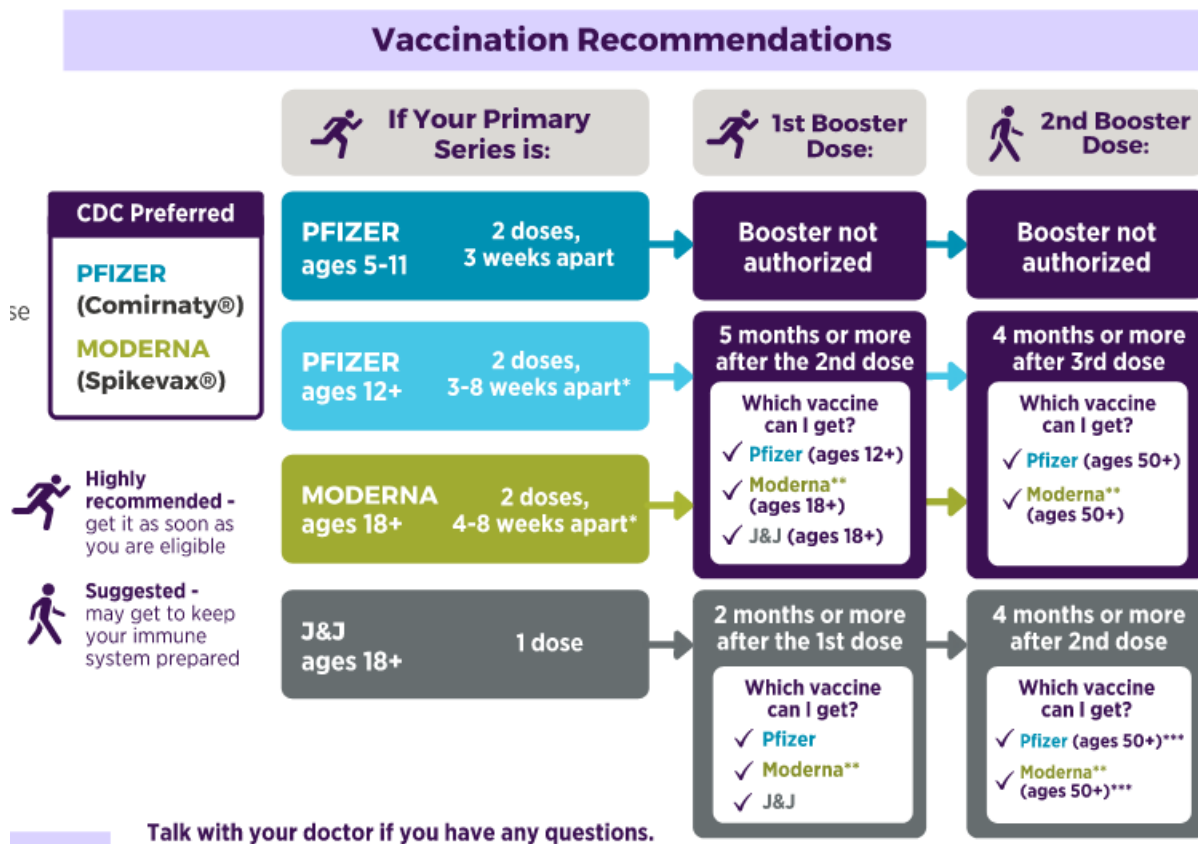 Vaccination Recommendations
If Your Primary
Series is:
1st Booster
Dose:
2nd Booster
Dose:
CDC Preferred
PFIZER
(Comirnaty®)
MODERNA
(Spikevax®)
se
Highly
recommended -
get it as soon as
you are eligible
Suggested -
may get to keep
your immune
system prepared
PFIZER
ages 5-11
2 doses,
3 weeks apart
Booster not
authorized
Booster not
authorized
PFIZER
ages 12+
2 doses,
3-8 weeks apart*
MODERNA
ages 18+
2 doses,
4-8 weeks apart*
5 months or more
after the 2nd dose
Which vaccine
can I get?
✓ Pfizer (ages 12+)
✓ Moderna**
(ages 18+)
✓ J&J (ages 18+)
4 months or more
after 3rd dose
Which vaccine
can I get?
✓ Pfizer (ages 50+)
✓ Moderna**
(ages 50+)
J&J
ages 18+
1 dose
2 months or more
after the 1st dose
Which vaccine
can I get?
✓ Pfizer
✓ Moderna**
✓ J&J
4 months or more
after 2nd dose
Which vaccine
can I get?
✓ Pfizer (ages 50+)***
✓ Moderna**
(ages 50+)***
Talk with your doctor if you have any questions.